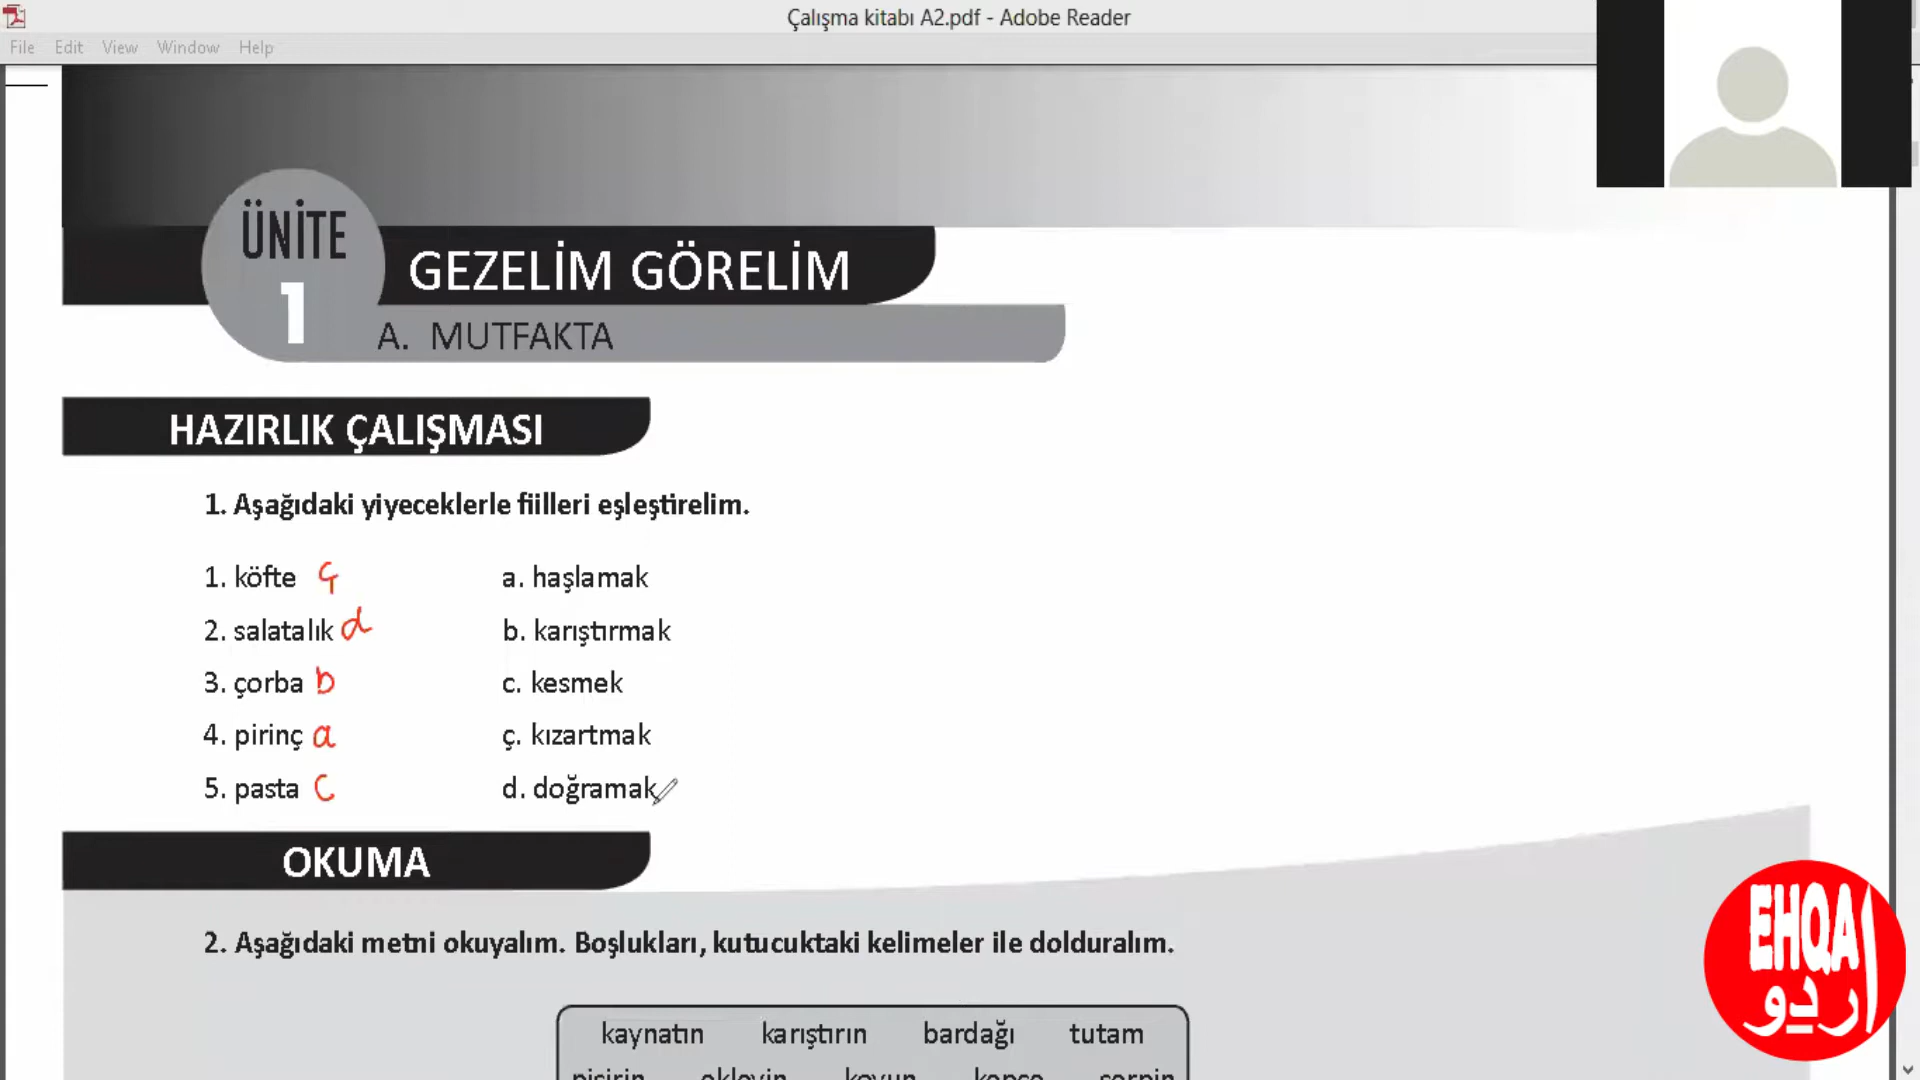 Çalışma kitabı A2.pdf - Adobe Reader
File Edit View Window Help
ÜNİTE
1
GEZELİM GÖRELİM
A. MUTFAKTA
HAZIRLIK ÇALIŞMASI
1. Aşağıdaki yiyeceklerle fiilleri eşleştirelim.
1. köfte ç a. haşlamak
2. salatalık d b. karıştırmak
3. çorba b c. kesmek
4. pirinç a ç. kızartmak
5. pasta c d. doğramak
OKUMA
2. Aşağıdaki metni okuyalım. Boşlukları, kutucuktaki kelimeler ile dolduralım.
kaynatın karıştırın bardağı tutam
EHQA
اردو